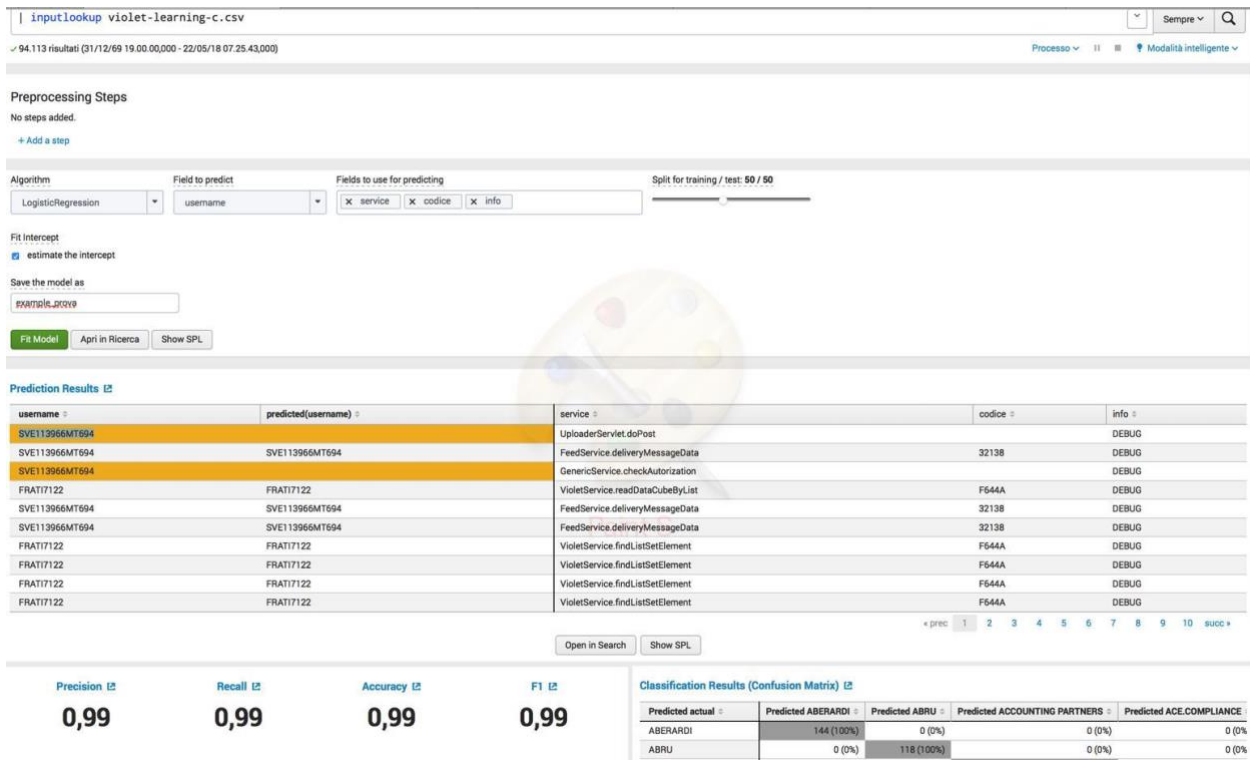 | inputlookup violet-learning-c.csv
Sempre
94.113 risultati (31/12/69 19.00.00,000 - 22/05/18 07.25.43,000)
Processo
Modalità intelligente
Preprocessing Steps
No steps added.
+ Add a step
Algorithm Field to predict Fields to use for predicting Split for training / test: 50 / 50
LogisticRegression username x service x codice x info
Fit Intercept
estimate the intercept
Save the model as
example_prova
Fit Model Apri in Ricerca Show SPL
Prediction Results
username predicted(username) service codice info
SVE113966MT694 UploaderServlet.doPost DEBUG
SVE113966MT694 SVE113966MT694 FeedService.deliveryMessageData 32138 DEBUG
SVE113966MT694 GenericService.checkAutorization DEBUG
FRATI7122 FRATI7122 VioletService.readDataCubeByList F644A DEBUG
SVE113966MT694 SVE113966MT694 FeedService.deliveryMessageData 32138 DEBUG
SVE113966MT694 SVE113966MT694 FeedService.deliveryMessageData 32138 DEBUG
FRATI7122 FRATI7122 VioletService.findListSetElement F644A DEBUG
FRATI7122 FRATI7122 VioletService.findListSetElement F644A DEBUG
FRATI7122 FRATI7122 VioletService.findListSetElement F644A DEBUG
FRATI7122 FRATI7122 VioletService.findListSetElement F644A DEBUG
« prec 1 2 3 4 5 6 7 8 9 10 succ »
Open in Search Show SPL
Precision Recall Accuracy F1
0,99 0,99 0,99 0,99
Classification Results (Confusion Matrix)
Predicted actual Predicted ABERARDI Predicted ABRU Predicted ACCOUNTING PARTNERS Predicted ACE.COMPLIANCE
ABERARDI 144 (100%) 0 (0%) 0 (0%) 0 (0%
ABRU 0 (0%) 118 (100%) 0 (0%) 0 (0%